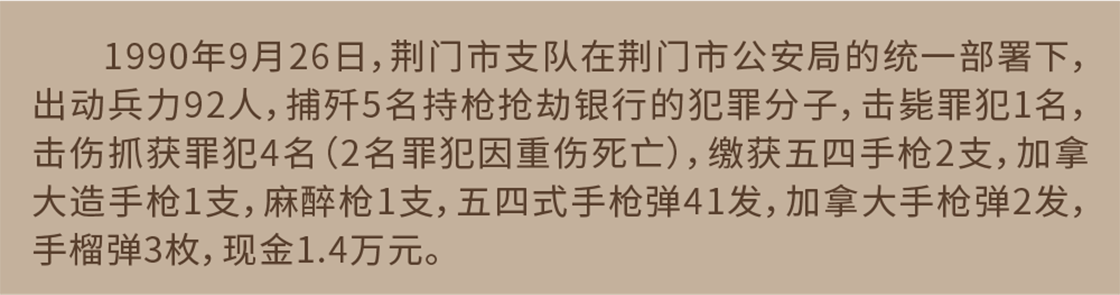 1990年9月26日，荆门市支队在荆门市公安局的统一部署下，
出动兵力92人，捕歼5名持枪抢劫银行的犯罪分子，击毙罪犯1名，
击伤抓获罪犯4名（2名罪犯因重伤死亡），缴获五四手枪2支，加拿
大造手枪1支，麻醉枪1支，五四式手枪弹41发，加拿大手枪弹2发，
手榴弹3枚，现金1.4万元。